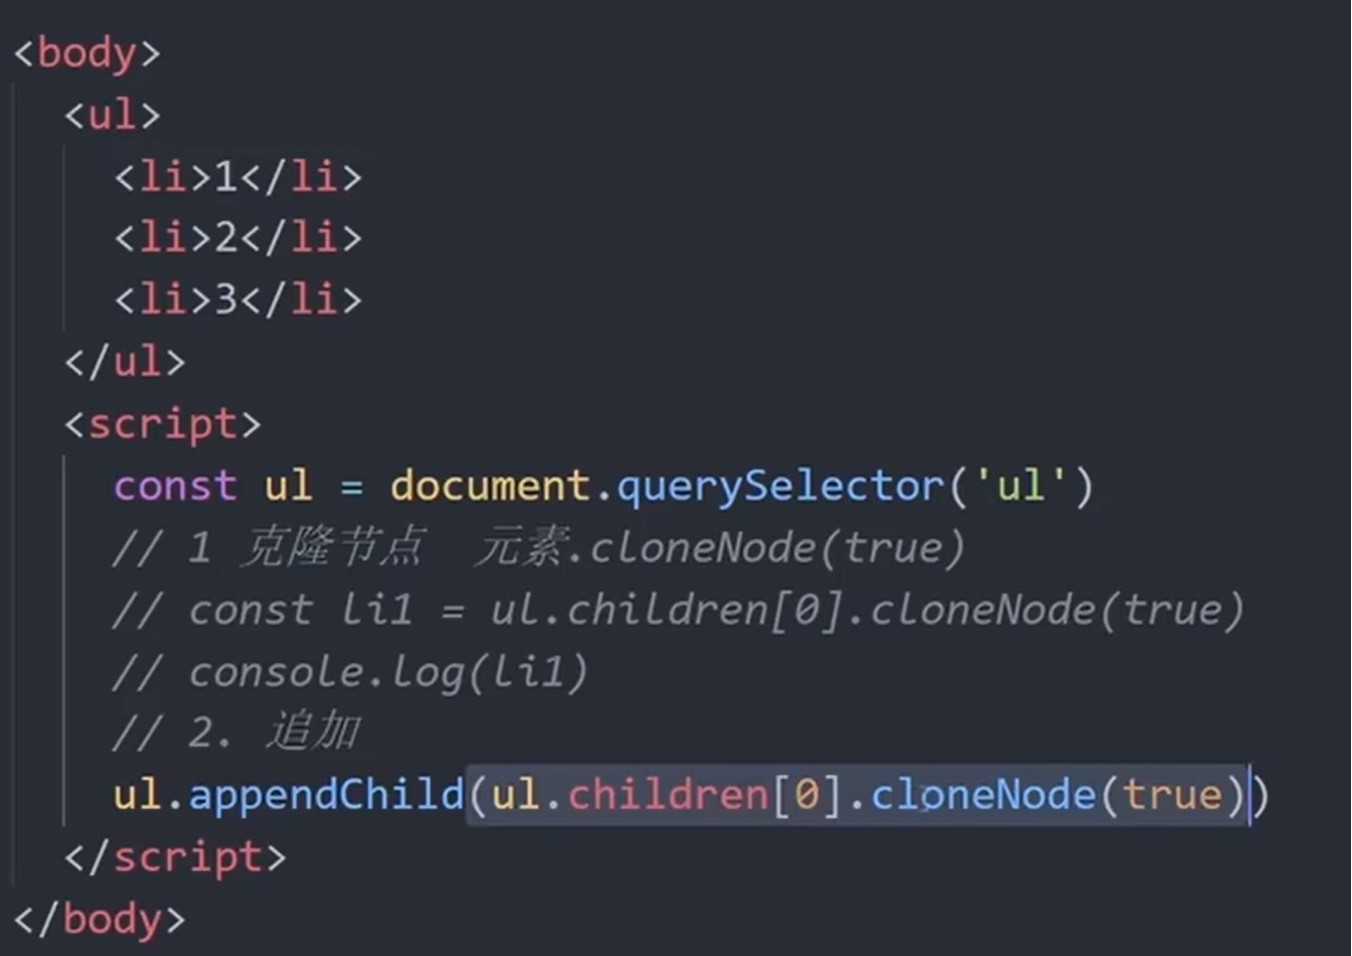 <body>
<ul>
<li>1</li>
<li>2</li>
<li>3</li>
</ul>
<script>
const ul = document.querySelector('ul')
// 1 克隆节点  元素.cloneNode(true)
// const li1 = ul.children[0].cloneNode(true)
// console.log(li1)
// 2. 追加
ul.appendChild(ul.children[0].cloneNode(true))
</script>
</body>